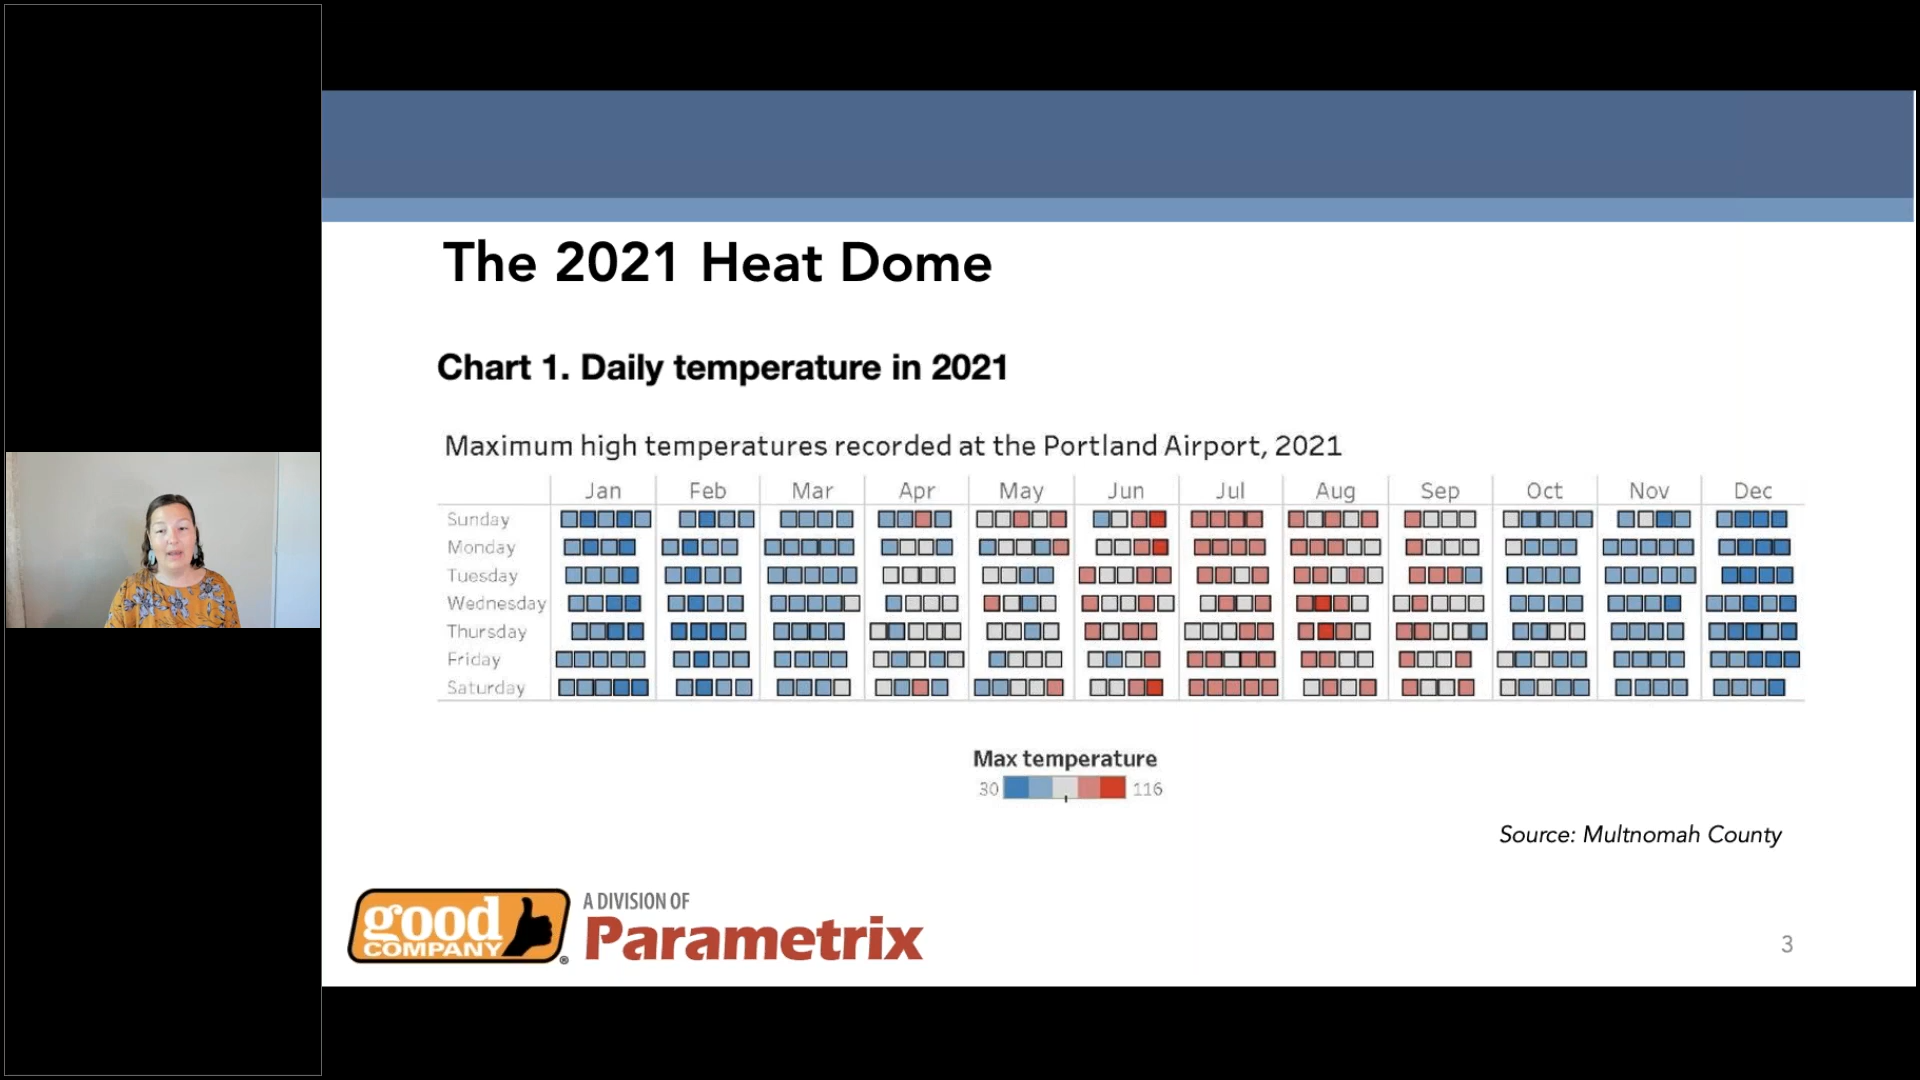 The 2021 Heat Dome
Chart 1. Daily temperature in 2021
Maximum high temperatures recorded at the Portland Airport, 2021
Jan Feb Mar Apr May Jun Jul Aug Sep Oct Nov Dec
Sunday
Monday
Tuesday
Wednesday
Thursday
Friday
Saturday
Max temperature
30 116
Source: Multnomah County
good
COMPANY
®
A DIVISION OF
Parametrix
3